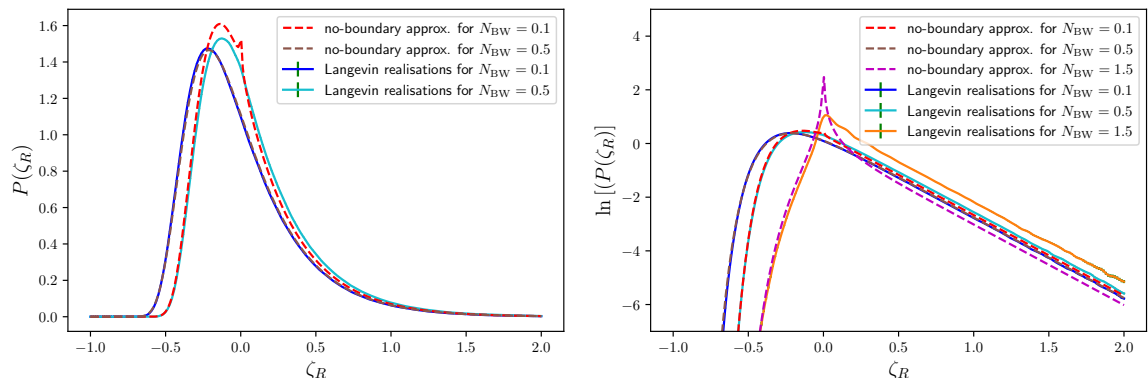 no-boundary approx. for N_BW = 0.1
no-boundary approx. for N_BW = 0.5
Langevin realisations for N_BW = 0.1
Langevin realisations for N_BW = 0.5
P(ζ_R)
1.6
1.4
1.2
1.0
0.8
0.6
0.4
0.2
0.0
−1.0 −0.5 0.0 0.5 1.0 1.5 2.0
ζ_R
no-boundary approx. for N_BW = 0.1
no-boundary approx. for N_BW = 0.5
no-boundary approx. for N_BW = 1.5
Langevin realisations for N_BW = 0.1
Langevin realisations for N_BW = 0.5
Langevin realisations for N_BW = 1.5
ln [(P(ζ_R)]
4
2
0
−2
−4
−6
−1.0 −0.5 0.0 0.5 1.0 1.5 2.0
ζ_R